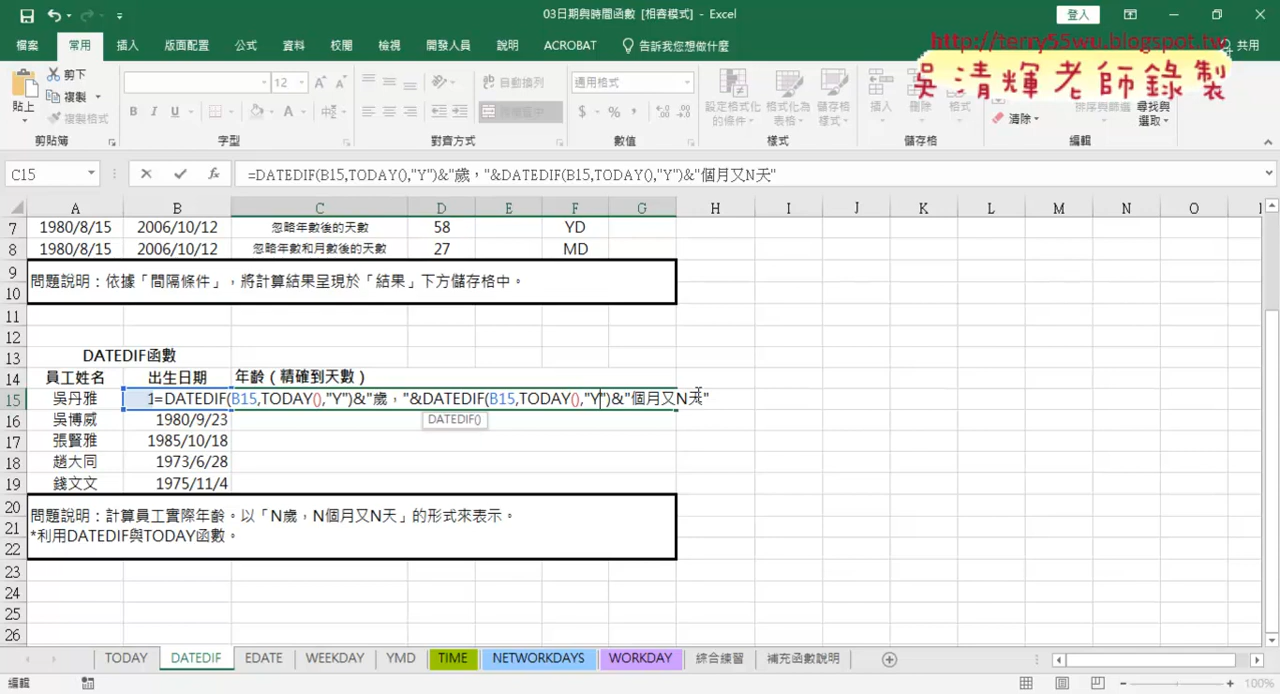 03日期與時間函數 [相容模式] - Excel
登入
檔案 常用 插入 版面配置 公式 資料 校閱 檢視 開發人員 說明 ACROBAT 告訴我您想做什麼 共用
http://terry55wu.blogspot.tw
吳清輝老師錄製
貼上 剪下 複製 複製格式 剪貼簿
12 B I U A 字型
自動換列 對齊方式
通用格式 $ % 數值
設定格式化的條件 格式化為表格 儲存格樣式 樣式
插入 刪除 格式 儲存格
清除 排序與篩選 尋找與選取 編輯
C15 fx =DATEDIF(B15,TODAY(),"Y")&"歲，"&DATEDIF(B15,TODAY(),"Y")&"個月又N天"
A B C D E F G H I J K L M N O
7 1980/8/15 2006/10/12 忽略年數後的天數 58 YD
8 1980/8/15 2006/10/12 忽略年數和月數後的天數 27 MD
9 問題說明：依據「間隔條件」，將計算結果呈現於「結果」下方儲存格中。
10
11
12
13 DATEDIF函數
14 員工姓名 出生日期 年齡（精確到天數）
15 吳丹雅 1=DATEDIF(B15,TODAY(),"Y")&"歲，"&DATEDIF(B15,TODAY(),"Y")&"個月又N天"
DATEDIF()
16 吳博威 1980/9/23
17 張賢雅 1985/10/18
18 趙大同 1973/6/28
19 錢文文 1975/11/4
20 問題說明：計算員工實際年齡。以「N歲，N個月又N天」的形式來表示。
21 *利用DATEDIF與TODAY函數。
22
23
24
25
26
TODAY DATEDIF EDATE WEEKDAY YMD TIME NETWORKDAYS WORKDAY 綜合練習 補充函數說明
編輯 100%